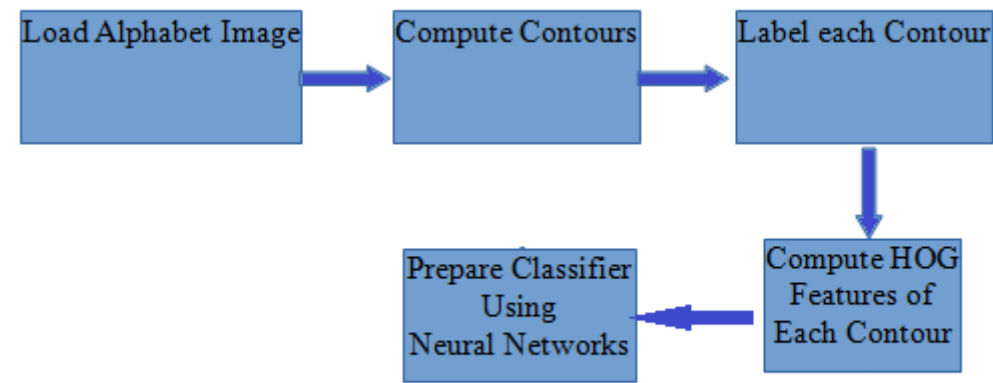 Load Alphabet Image
Compute Contours
Label each Contour
Compute HOG
Features of
Each Contour
Prepare Classifier
Using
Neural Networks